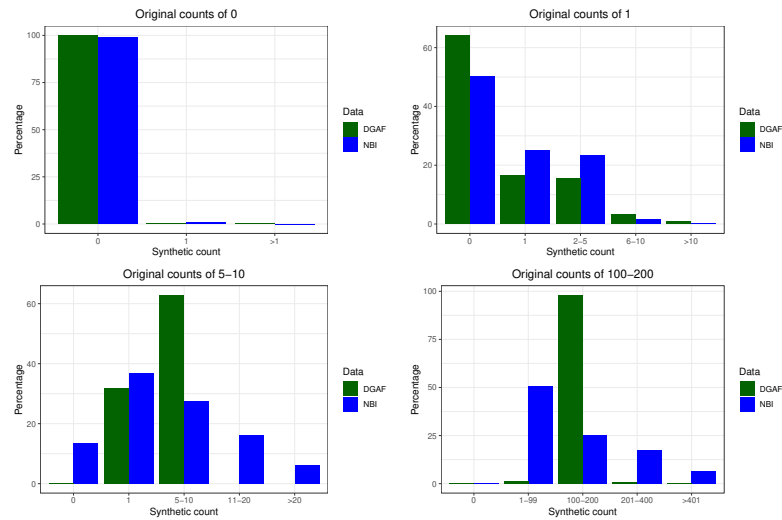 Original counts of 0
100
75
50
25
0
Percentage
0
1
>1
Synthetic count
Data
DGAF
NBI
Original counts of 1
60
40
20
0
Percentage
0
1
2−5
6−10
>10
Synthetic count
Data
DGAF
NBI
Original counts of 5−10
60
40
20
0
Percentage
0
1
5−10
11−20
>20
Synthetic count
Data
DGAF
NBI
Original counts of 100−200
100
75
50
25
0
Percentage
0
1−99
100−200
201−400
>401
Synthetic count
Data
DGAF
NBI